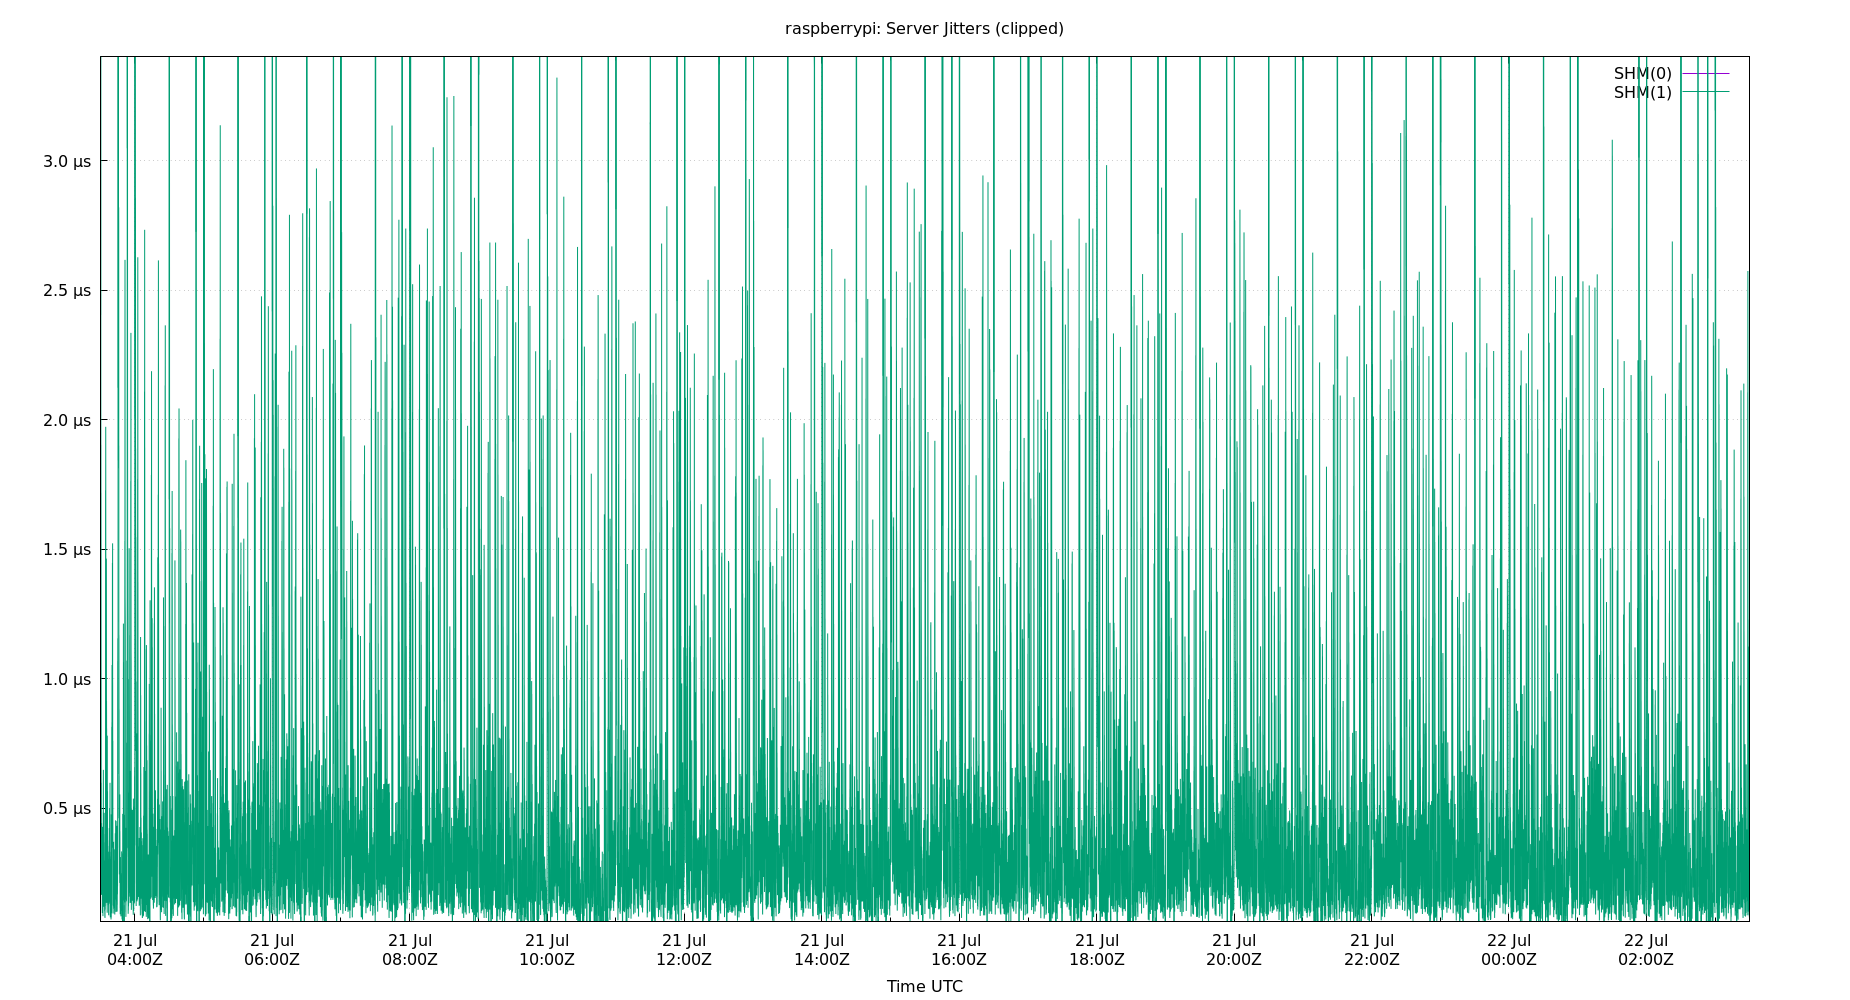 raspberrypi: Server Jitters (clipped)
SHM(0)
SHM(1)
3.0 µs
2.5 µs
2.0 µs
1.5 µs
1.0 µs
0.5 µs
21 Jul 21 Jul 21 Jul 21 Jul 21 Jul 21 Jul 21 Jul 21 Jul 21 Jul 21 Jul 22 Jul 22 Jul
04:00Z 06:00Z 08:00Z 10:00Z 12:00Z 14:00Z 16:00Z 18:00Z 20:00Z 22:00Z 00:00Z 02:00Z
Time UTC